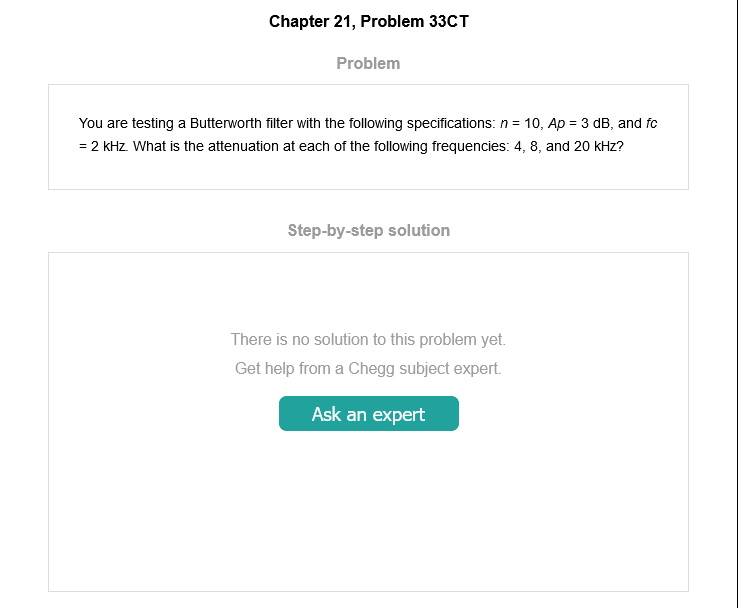 Chapter 21, Problem 33CT
Problem
You are testing a Butterworth filter with the following specifications: n = 10, Ap = 3 dB, and fc
= 2 kHz. What is the attenuation at each of the following frequencies: 4, 8, and 20 kHz?
Step-by-step solution
There is no solution to this problem yet.
Get help from a Chegg subject expert.
Ask an expert